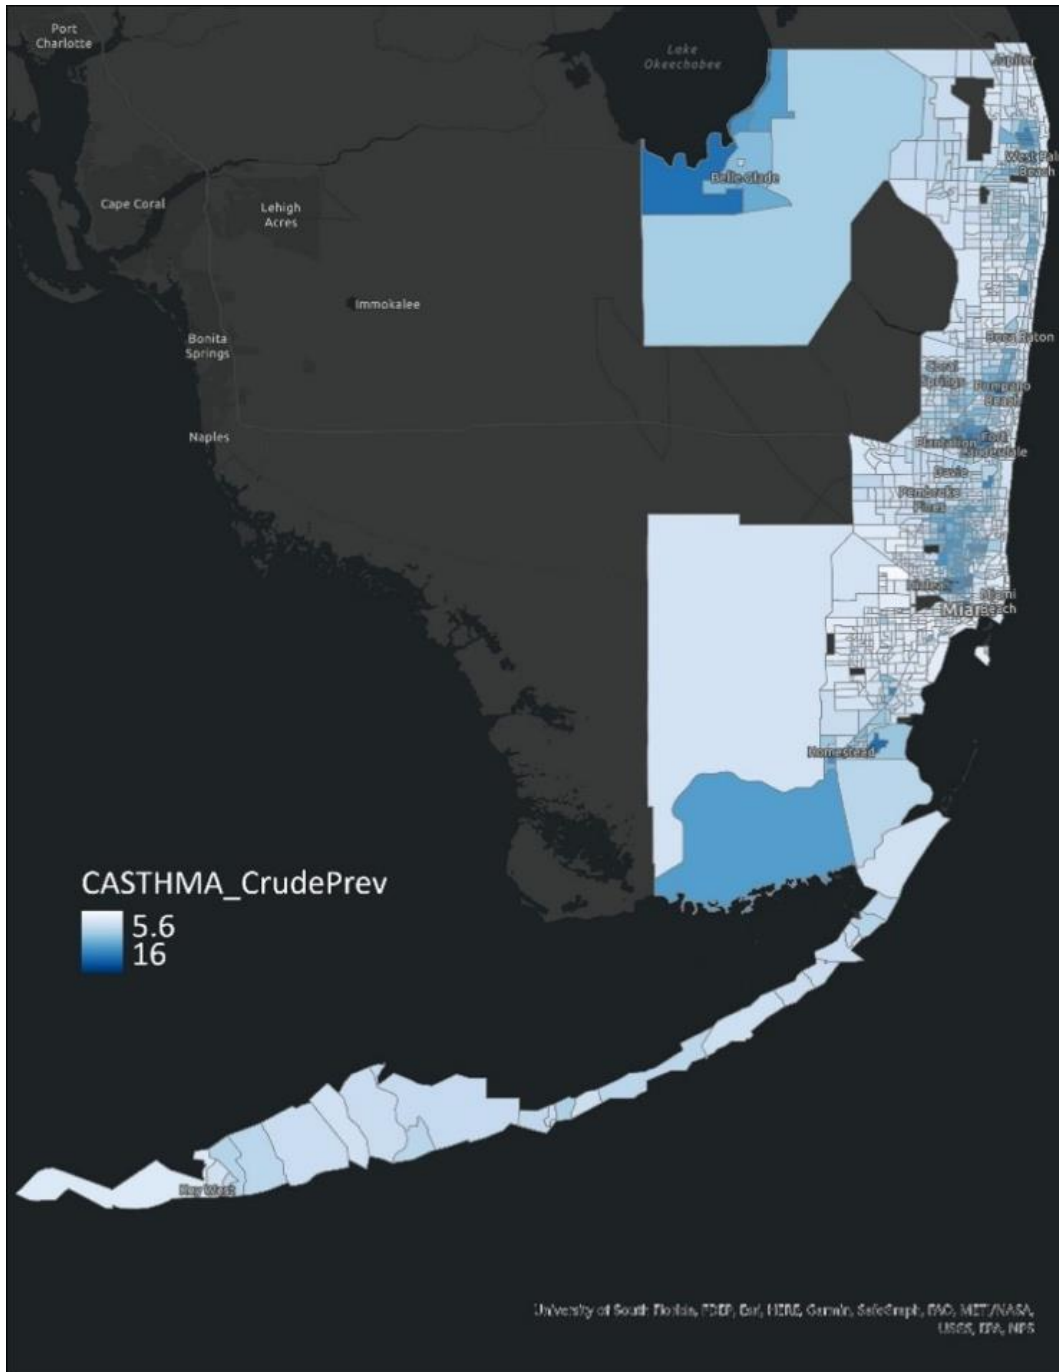 Port
Charlotte
Lake
Okeechobee
Jupiter
West Palm
Beach
Belle Glade
Cape Coral
Lehigh
Acres
Immokalee
Bonita
Springs
Boca Raton
Coral
Springs
Pompano
Beach
Naples
Plantation
Fort
Lauderdale
Davie
Pembroke
Pines
Hialeah
Miami
Beach
Miami
Homestead
CASTHMA_CrudePrev
5.6
16
Key West
University of South Florida, FDEP, Esri, HERE, Garmin, SafeGraph, FAO, METI/NASA,
USGS, EPA, NPS